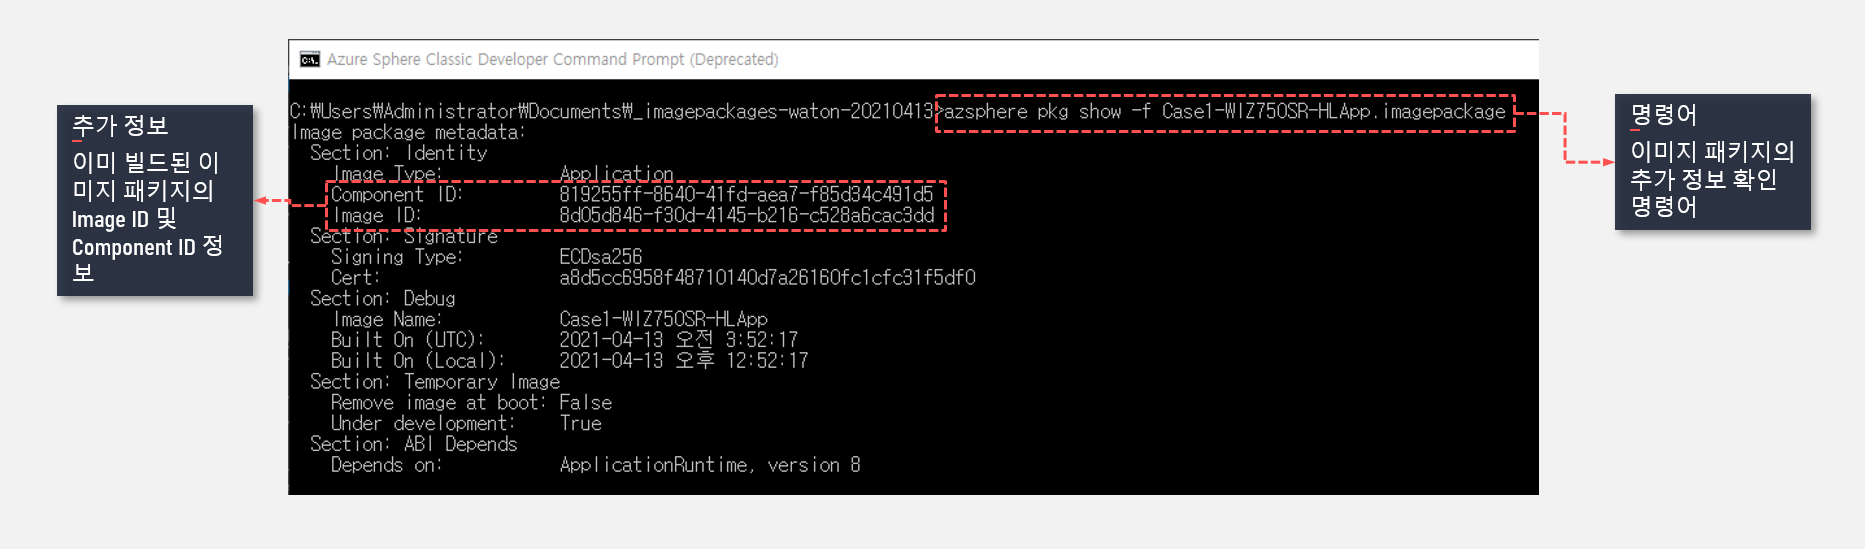 Azure Sphere Classic Developer Command Prompt (Deprecated)
C:₩Users₩Administrator₩Documents₩_imagepackages-waton-20210413>azsphere pkg show -f Case1-WIZ750SR-HLApp.imagepackage
Image package metadata:
Section: Identity
Image Type: Application
Component ID: 819255ff-8640-41fd-aea7-f85d34c491d5
Image ID: 8d05d846-f30d-4145-b216-c528a6cac3dd
Section: Signature
Signing Type: ECDsa256
Cert: a8d5cc6958f48710140d7a26160fc1cfc31f5df0
Section: Debug
Image Name: Case1-WIZ750SR-HLApp
Built On (UTC): 2021-04-13 오전 3:52:17
Built On (Local): 2021-04-13 오후 12:52:17
Section: Temporary Image
Remove image at boot: False
Under development: True
Section: ABI Depends
Depends on: ApplicationRuntime, version 8
추가 정보
이미 빌드된 이
미지 패키지의
Image ID 및
Component ID 정
보
명령어
이미지 패키지의
추가 정보 확인
명령어